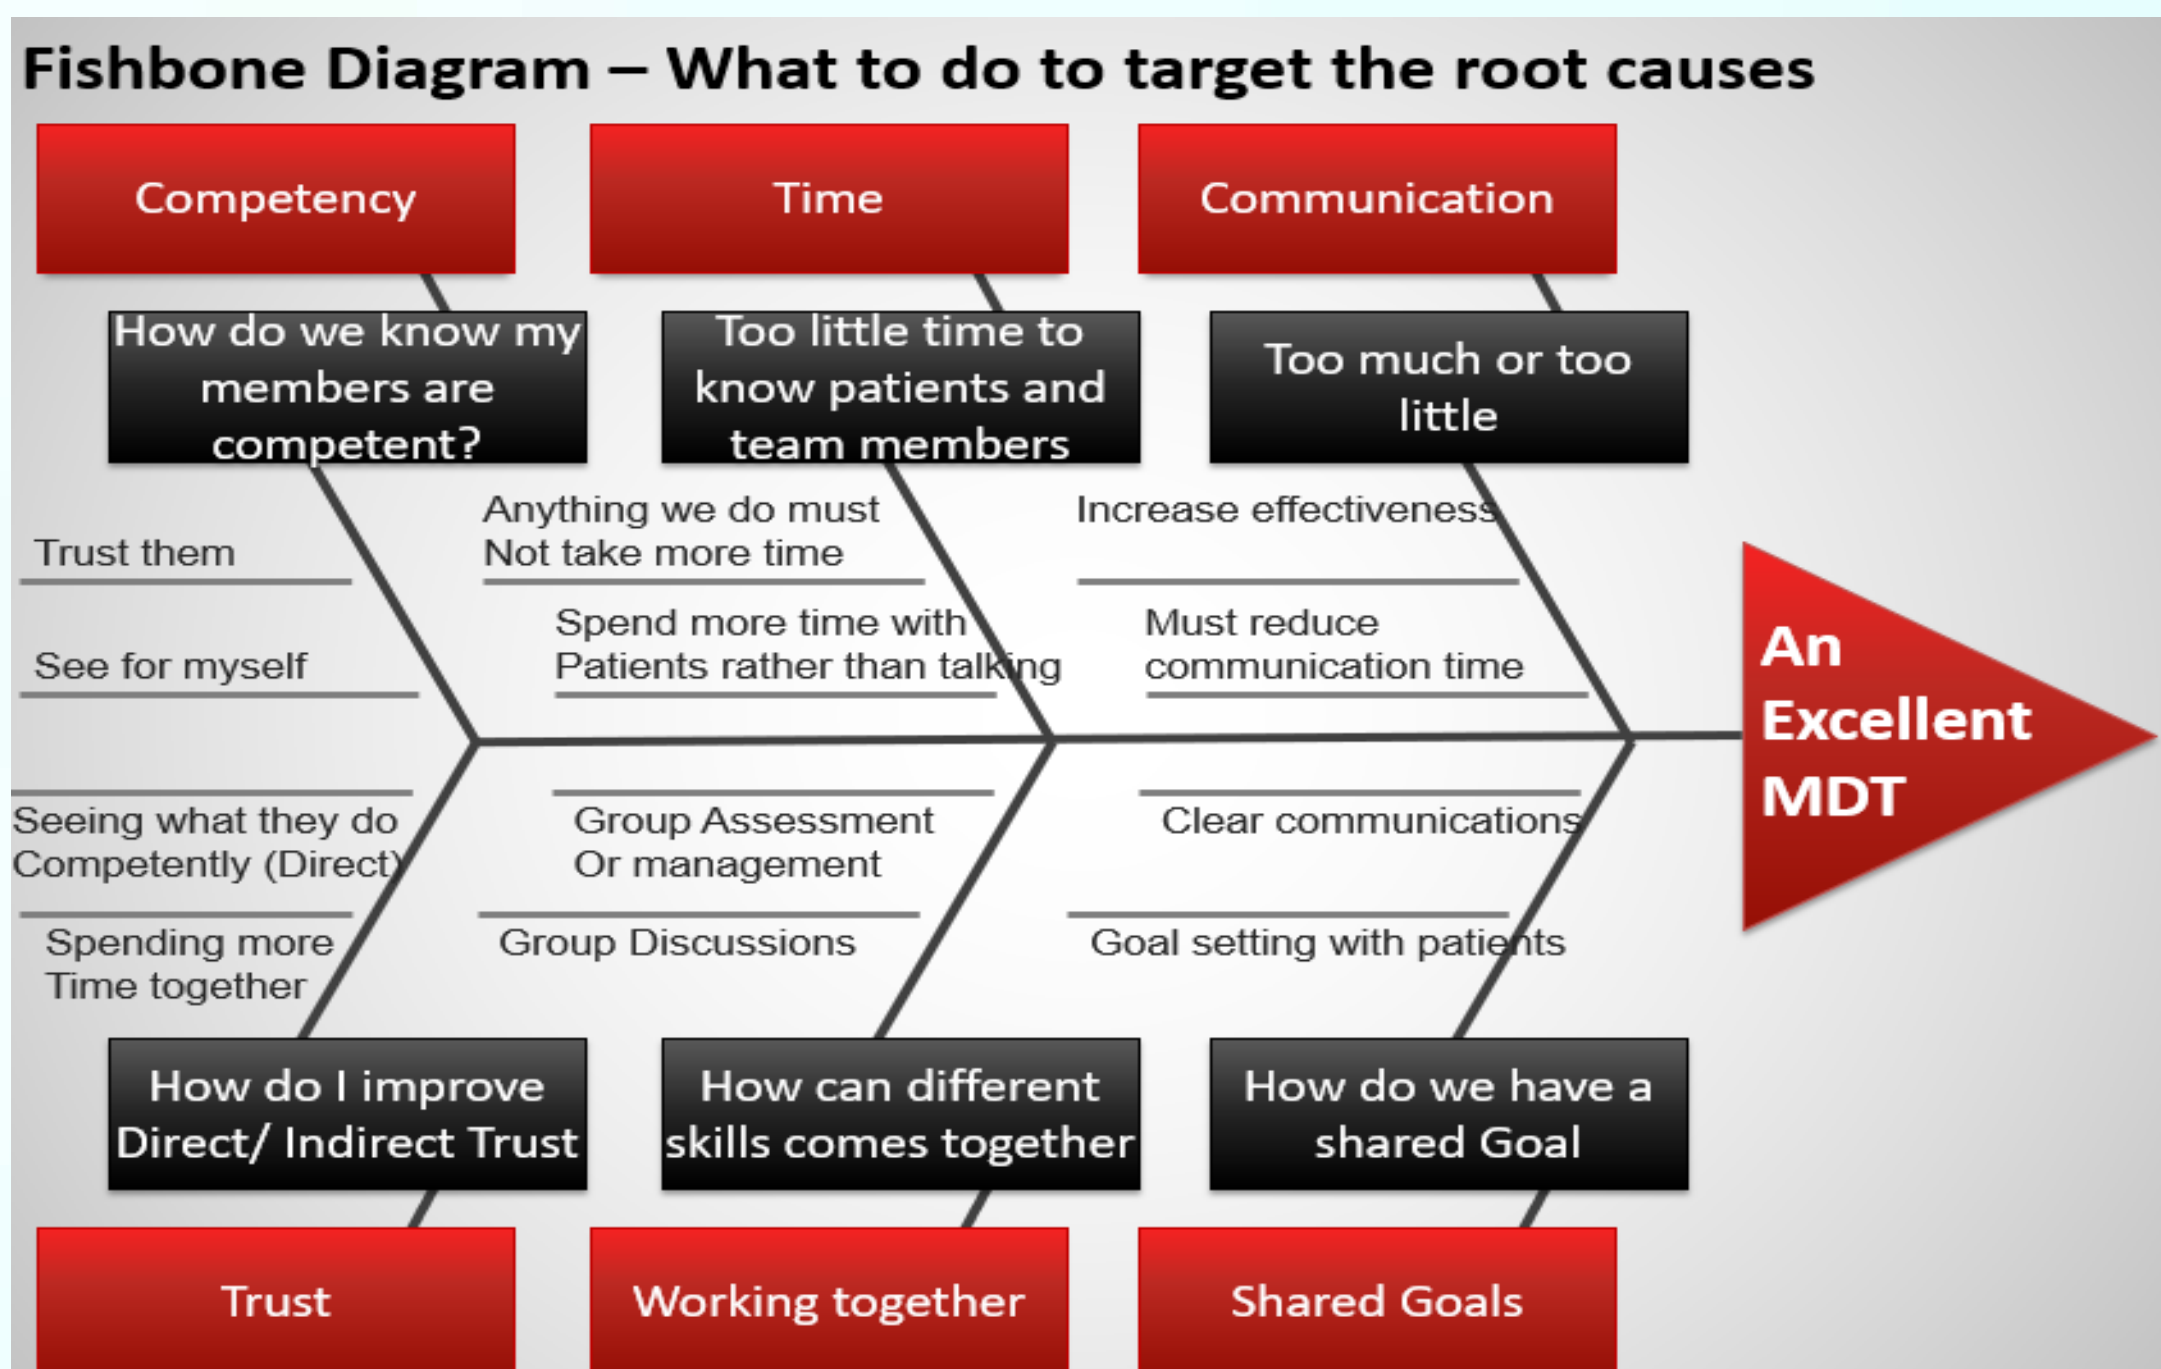 Fishbone Diagram – What to do to target the root causes
Competency
Time
Communication
How do we know my
members are
competent?
Too little time to
know patients and
team members
Too much or too
little
Trust them
See for myself
Anything we do must
Not take more time
Spend more time with
Patients rather than talking
Increase effectiveness
Must reduce
communication time
An
Excellent
MDT
Seeing what they do
Competently (Direct)
Spending more
Time together
Group Assessment
Or management
Group Discussions
Clear communications
Goal setting with patients
How do I improve
Direct/ Indirect Trust
How can different
skills comes together
How do we have a
shared Goal
Trust
Working together
Shared Goals